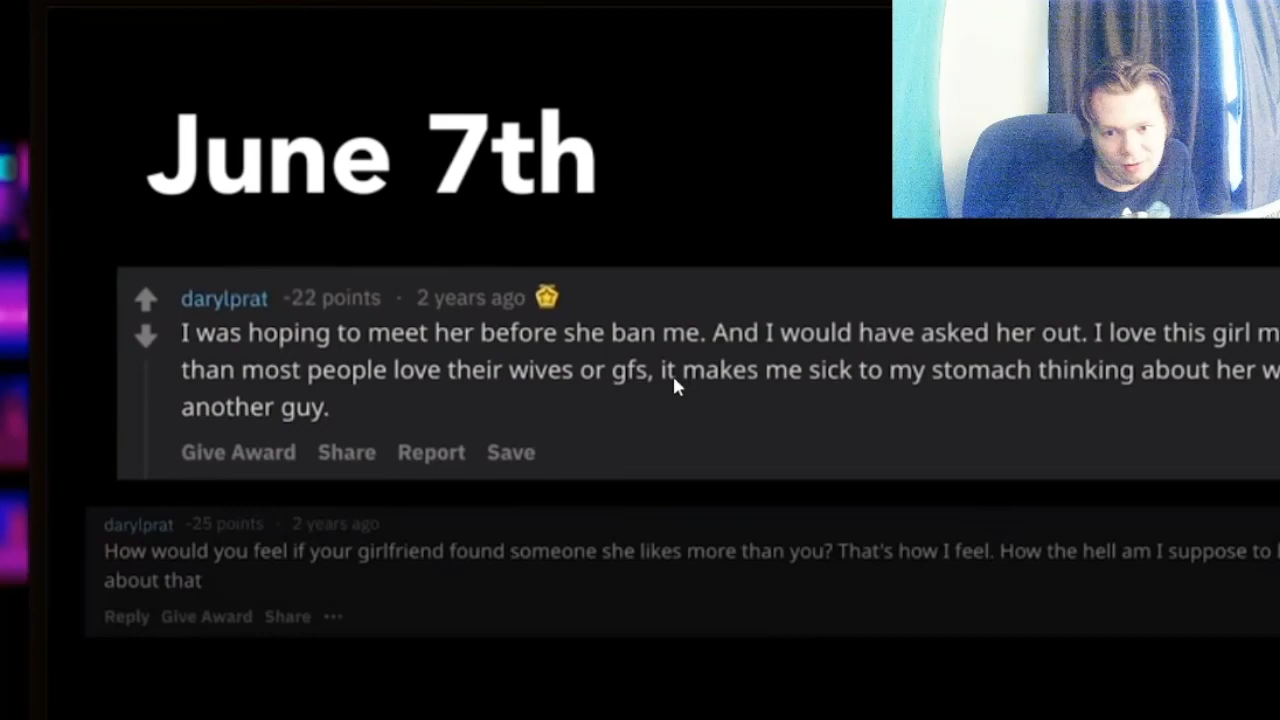 June 7th
darylprat -22 points · 2 years ago
I was hoping to meet her before she ban me. And I would have asked her out. I love this girl
than most people love their wives or gfs, it makes me sick to my stomach thinking about her
another guy.
Give Award Share Report Save
darylprat -25 points · 2 years ago
How would you feel if your girlfriend found someone she likes more than you? That's how I feel. How the hell am I suppose to
about that
Reply Give Award Share ···